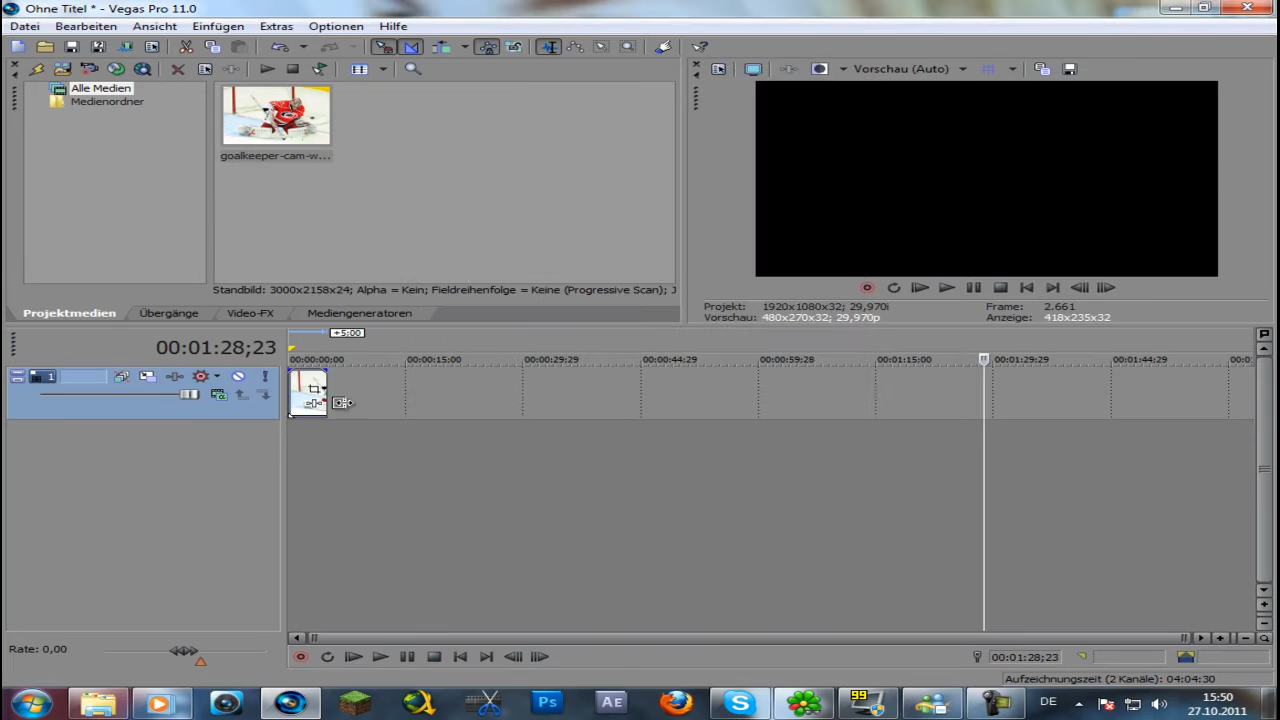 Ohne Titel * - Vegas Pro 11.0
Datei Bearbeiten Ansicht Einfügen Extras Optionen Hilfe
Vorschau (Auto)
Alle Medien
Medienordner
goalkeeper-cam-w...
Standbild: 3000x2158x24; Alpha = Kein; Fieldreihenfolge = Keine (Progressive Scan); J
Projektmedien Übergänge Video-FX Mediengeneratoren
Projekt: 1920x1080x32; 29,970i Frame: 2.661
Vorschau: 480x270x32; 29,970p Anzeige: 418x235x32
+5:00
00:01:28;23
00:00:00:00 00:00:15:00 00:00:29:29 00:00:44:29 00:00:59:28 00:01:15:00 00:01:29:29 00:01:44:29 00:0
1
Rate: 0,00
00:01:28;23
Aufzeichnungszeit (2 Kanäle): 04:04:30
Ps Ae 99 DE 15:50
27.10.2011